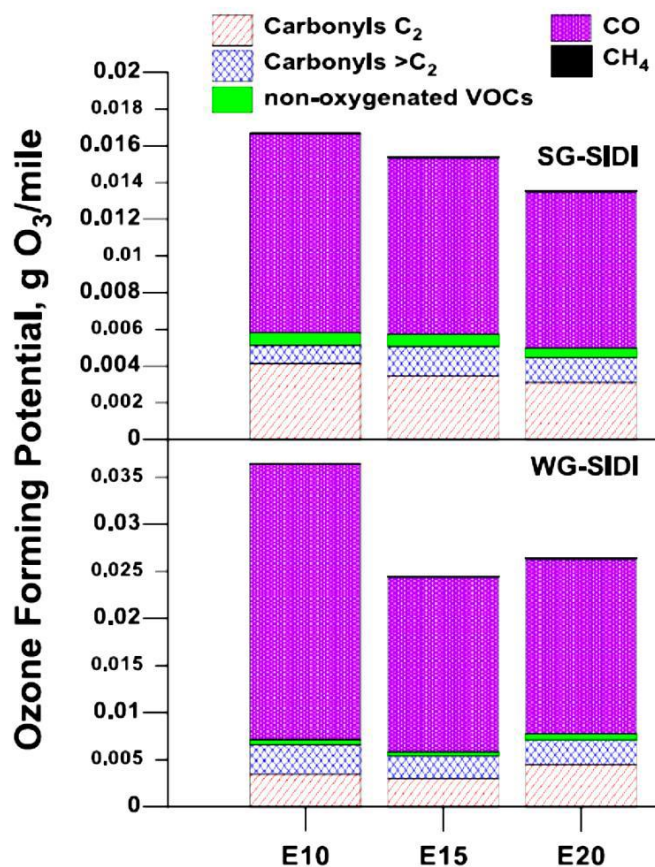 Carbonyls C₂
Carbonyls >C₂
non-oxygenated VOCs
CO
CH₄
Ozone Forming Potential, g O₃/mile
0.02
0.018
0.016
0.014
0.012
0.01
0.008
0.006
0.004
0.002
0
SG-SIDI
0.035
0.03
0.025
0.02
0.015
0.01
0.005
0
WG-SIDI
E10 E15 E20